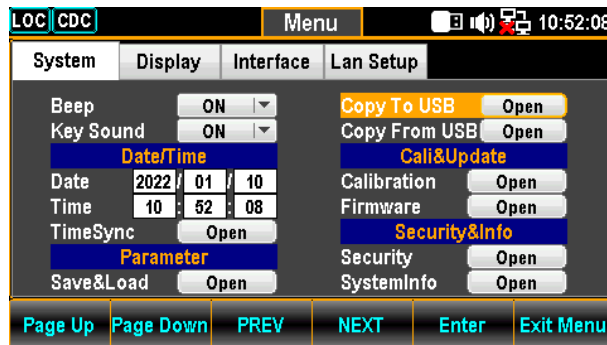 LOC CDC Menu 10:52:08
System Display Interface Lan Setup
Beep ON Copy To USB Open
Key Sound ON Copy From USB Open
Date/Time Cali&Update
Date 2022 / 01 / 10 Calibration Open
Time 10 : 52 : 08 Firmware Open
TimeSync Open Security&Info
Parameter Security Open
Save&Load Open SystemInfo Open
Page Up Page Down PREV NEXT Enter Exit Menu